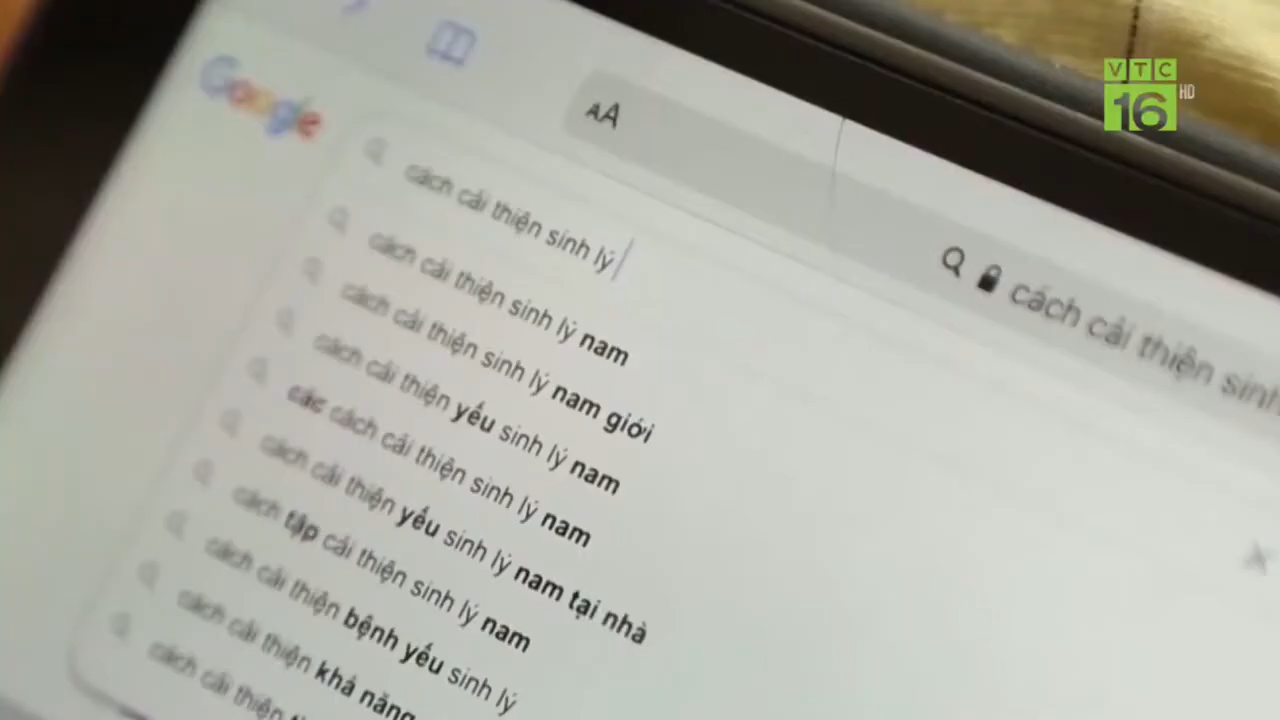 VTC
16 HD
AA
Google
cách cải thiện sinh
cách cải thiện sinh lý
cách cải thiện sinh lý nam
cách cải thiện sinh lý nam giới
cách cải thiện yếu sinh lý nam
các cách cải thiện sinh lý nam
cách cải thiện yếu sinh lý nam tại nhà
cách tập cải thiện sinh lý nam
cách cải thiện bệnh yếu sinh lý
cách cải thiện khả năng
cách cải thiện